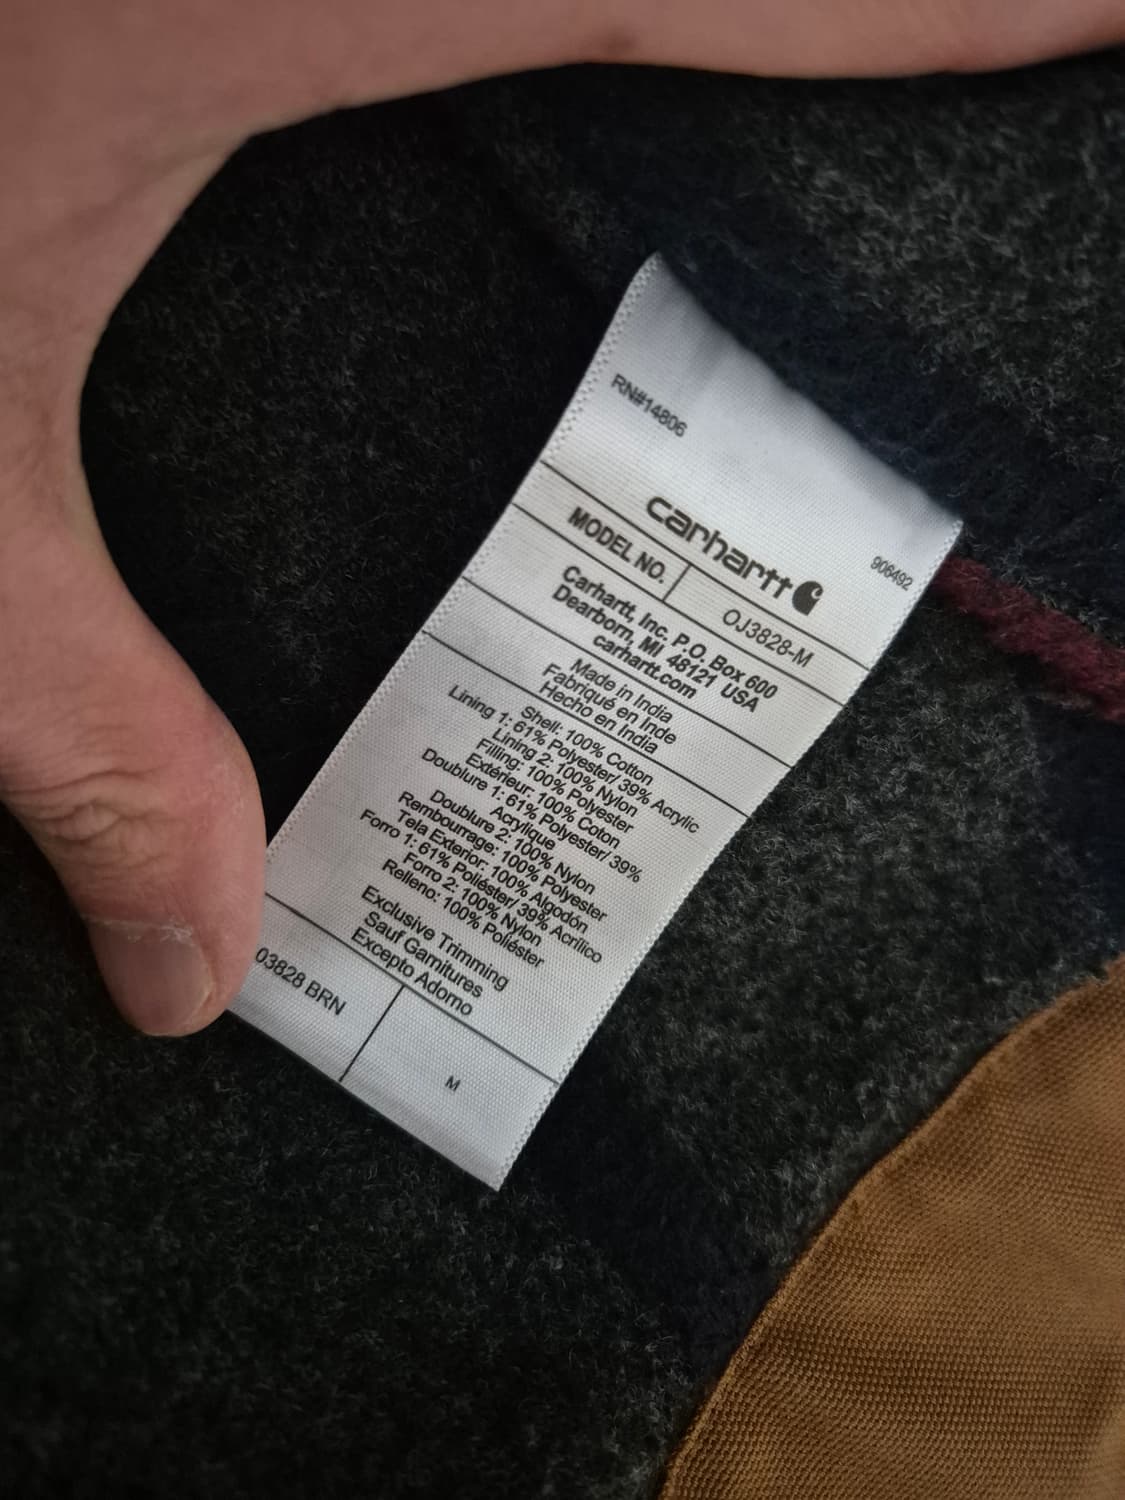 RN#14806
carhartt
906492
MODEL NO.
OJ3828-M
Carhartt, Inc. P.O. Box 600
Dearborn, MI 48121 USA
carhartt.com
Made in India
Fabriqué en Inde
Hecho en India
Shell: 100% Cotton
Lining 1: 61% Polyester/ 39% Acrylic
Lining 2: 100% Nylon
Filling: 100% Polyester
Extérieur: 100% Coton
Doublure 1: 61% Polyester/ 39%
Acrylique
Doublure 2: 100% Nylon
Rembourrage: 100% Polyester
Tela Exterior: 100% Algodón
Forro 1: 61% Poliéster/ 39% Acrílico
Forro 2: 100% Nylon
Relleno: 100% Poliéster
Exclusive Trimming
Sauf Garnitures
Excepto Adorno
03828 BRN
M